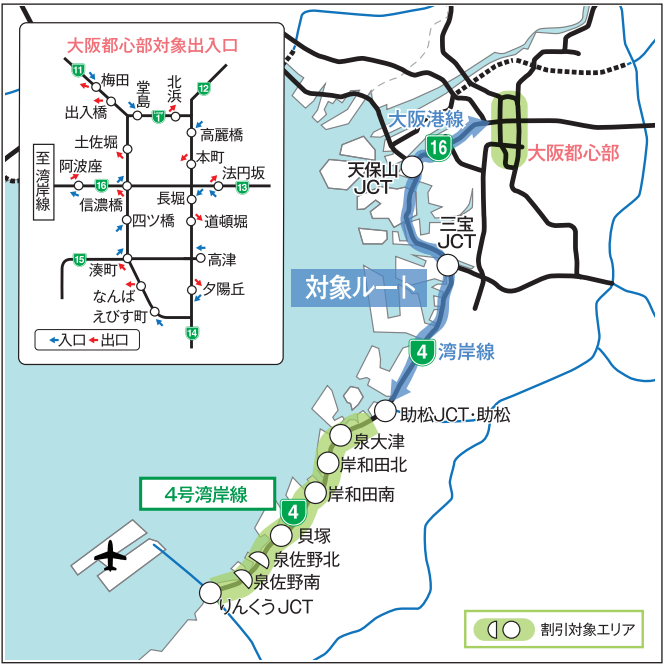 大阪都心部対象出入口
11
梅田
出入橋
堂島
北浜
12
1
高麗橋
土佐堀
本町
至湾岸線
阿波座
16
法円坂
13
信濃橋
長堀
四ツ橋
道頓堀
15
湊町
高津
なんば
夕陽丘
えびす町
14
入口
出口
大阪港線
16
大阪都心部
天保山
JCT
三宝
JCT
対象ルート
4
湾岸線
助松JCT・助松
泉大津
岸和田北
岸和田南
4号湾岸線
4
貝塚
泉佐野北
泉佐野南
りんくうJCT
割引対象エリア